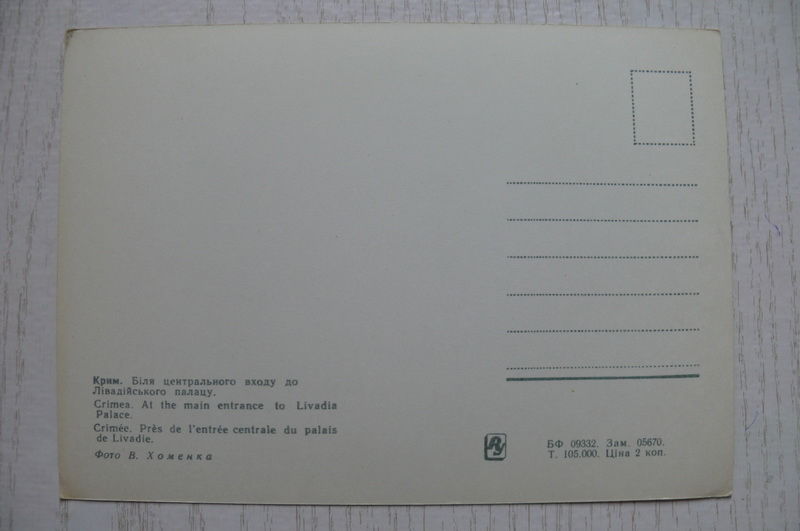 Крим. Біля центрального входу до
Лівадійського палацу.
Crimea. At the main entrance to Livadia
Palace.
Crimée. Près de l'entrée centrale du palais
de Livadie.
Фото В. Хоменка
БФ 09332. Зам. 05670.
Т. 105.000. Ціна 2 коп.